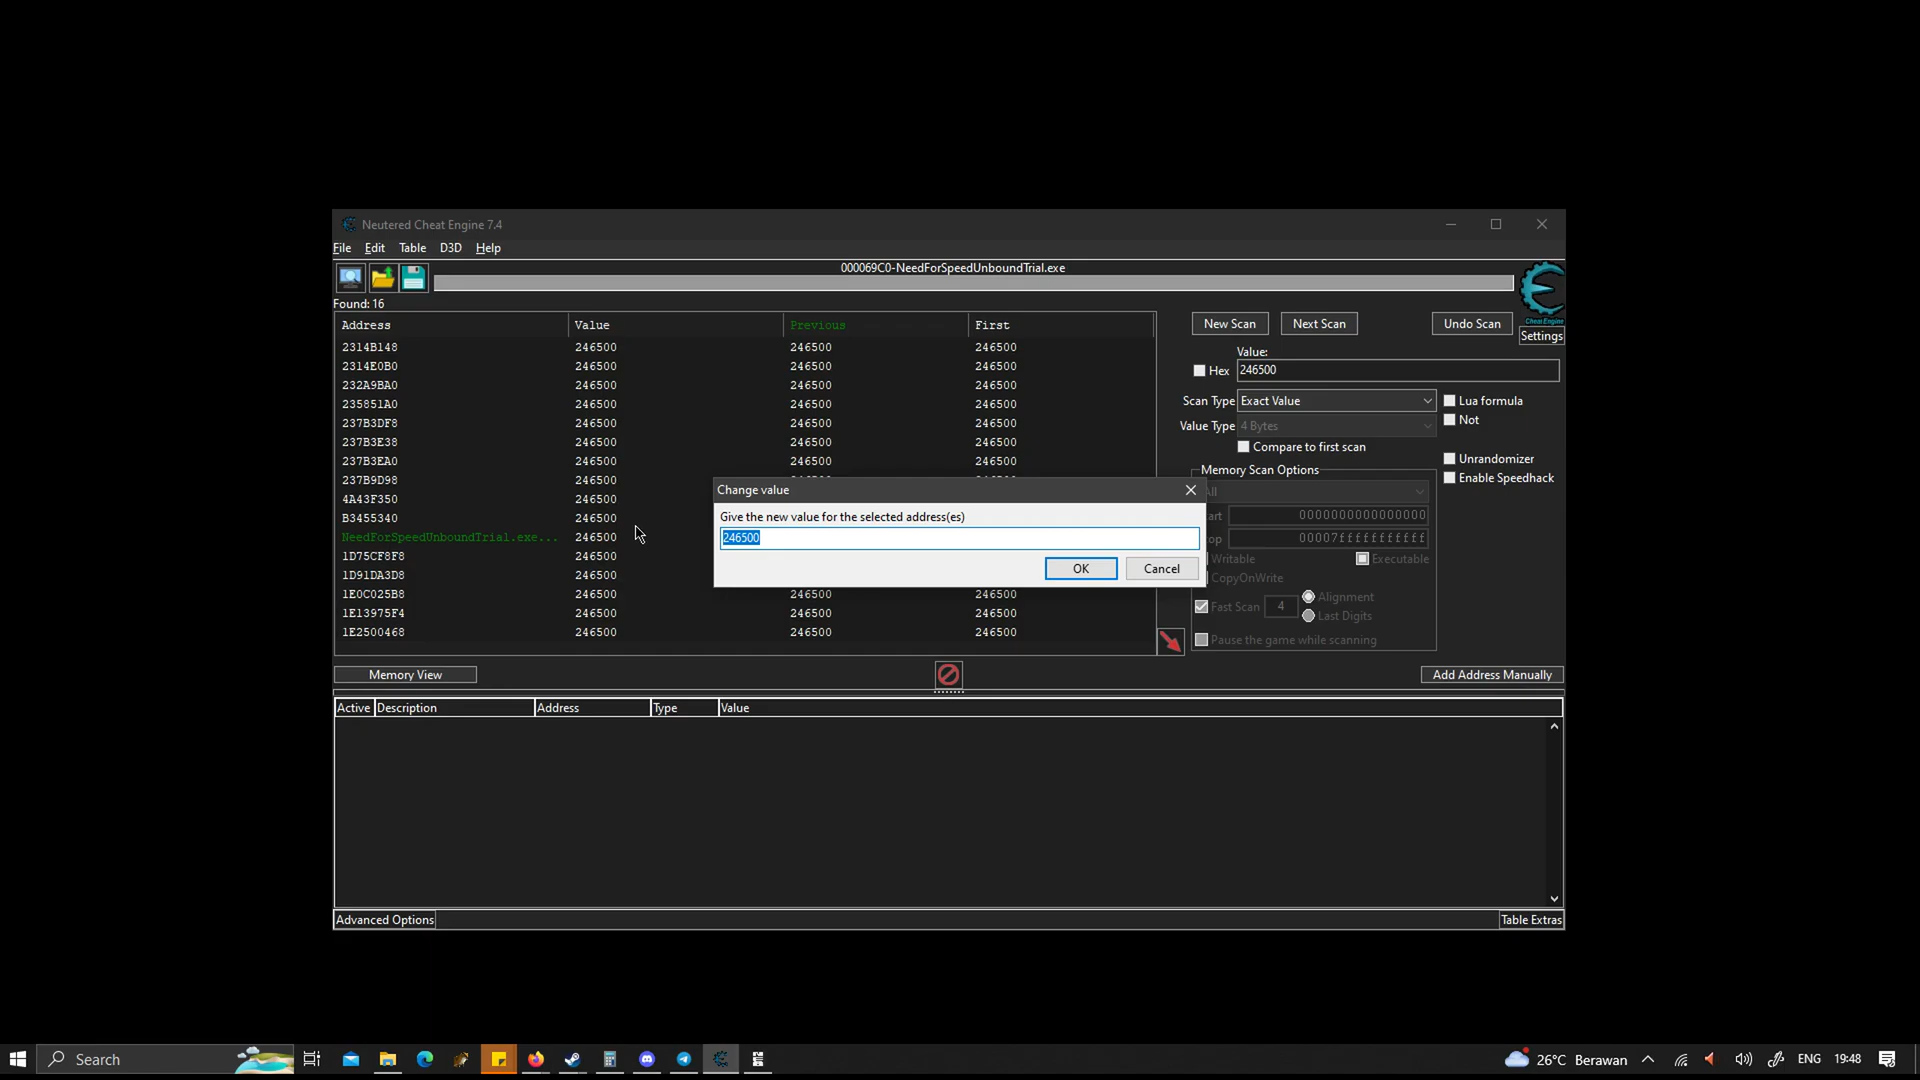 Neutered Cheat Engine 7.4
File Edit Table D3D Help
000069C0-NeedForSpeedUnboundTrial.exe
Found: 16
Cheat Engine
Settings
Address Value Previous First
2314B148 246500 246500 246500
2314E0B0 246500 246500 246500
232A9BA0 246500 246500 246500
235851A0 246500 246500 246500
237B3DF8 246500 246500 246500
237B3E38 246500 246500 246500
237B3EA0 246500 246500 246500
237B9D98 246500
4A43F350 246500
B3455340 246500
NeedForSpeedUnboundTrial.exe... 246500
1D75CF8F8 246500
1D91DA3D8 246500
1E0C025B8 246500 246500 246500
1E13975F4 246500 246500 246500
1E2500468 246500 246500 246500
New Scan Next Scan Undo Scan
Value:
Hex 246500
Scan Type Exact Value Lua formula
Not
Value Type 4 Bytes
Compare to first scan
Unrandomizer
Enable Speedhack
Memory Scan Options
0000000000000000
00007fffffffffff
Writable Executable
CopyOnWrite
Fast Scan 4 Alignment
Last Digits
Pause the game while scanning
Change value
Give the new value for the selected address(es)
246500
OK Cancel
Memory View Add Address Manually
Active Description Address Type Value
Advanced Options Table Extras
Search 26°C Berawan ENG 19:48